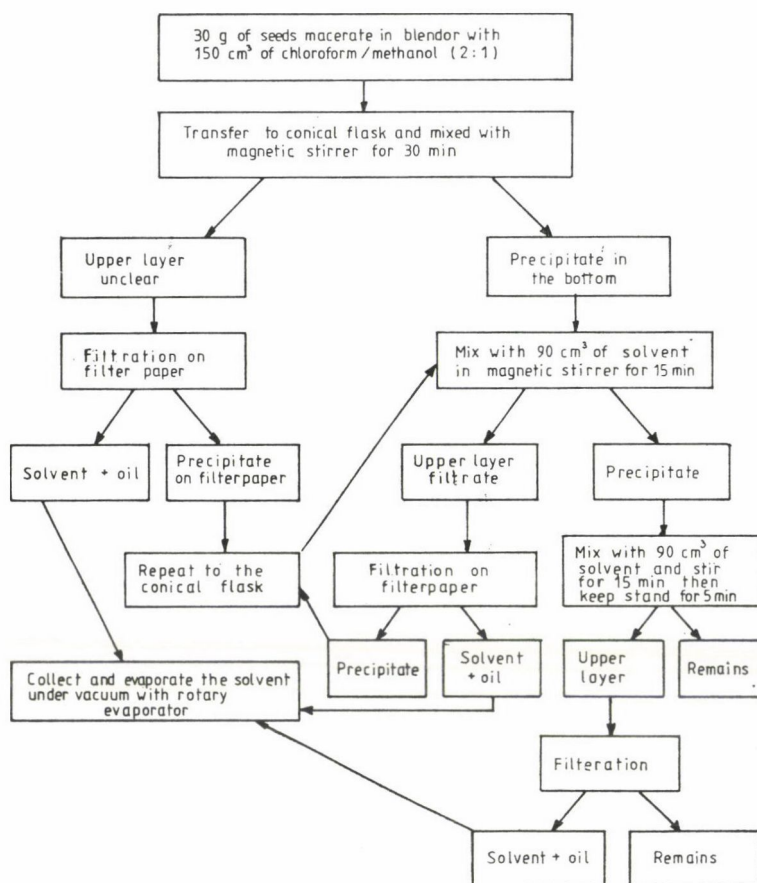 30 g of seeds macerate in blendor with
150 cm³ of chloroform/methanol (2:1)
Transfer to conical flask and mixed with
magnetic stirrer for 30 min
Upper layer
unclear
Precipitate in
the bottom
Filtration on
filter paper
Mix with 90 cm³ of solvent
in magnetic stirrer for 15 min
Solvent + oil
Precipitate
on filterpaper
Upper layer
filtrate
Precipitate
Repeat to the
conical flask
Filtration on
filterpaper
Mix with 90 cm³ of
solvent and stir
for 15 min then
keep stand for 5 min
Collect and evaporate the solvent
under vacuum with rotary
evaporator
Precipitate
Solvent
+ oil
Upper
layer
Remains
Filteration
Solvent + oil
Remains